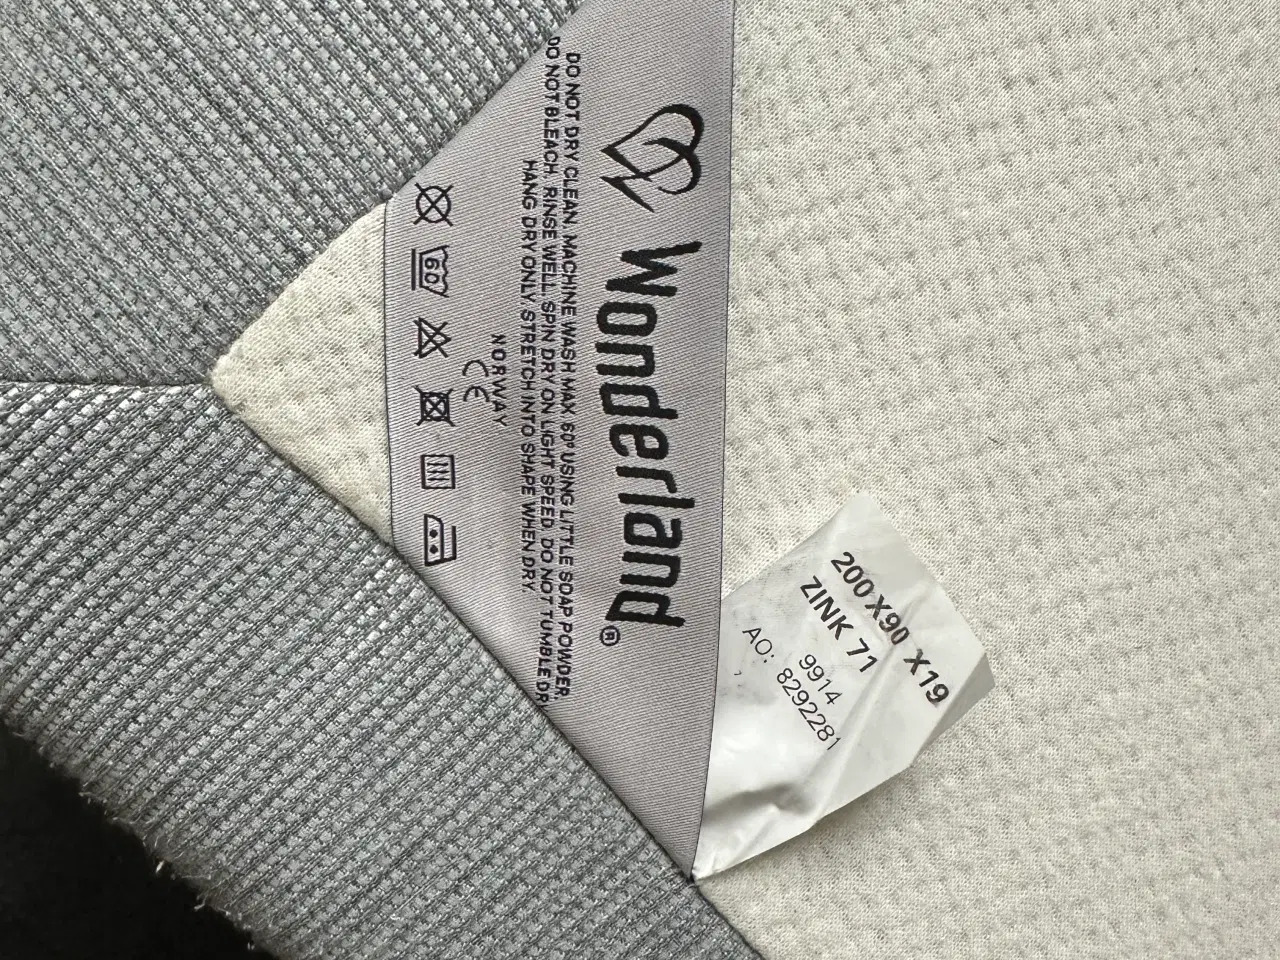 Wonderland®
DO NOT DRY CLEAN. MACHINE WASH MAX 60° USING LITTLE SOAP POWDER.
DO NOT BLEACH. RINSE WELL. SPIN DRY ON LIGHT SPEED. DO NOT TUMBLE DR
HANG DRY ONLY. STRETCH INTO SHAPE WHEN DRY.
NORWAY
CE
60
200 X90 X19
ZINK 71
9914
AO: 8292281